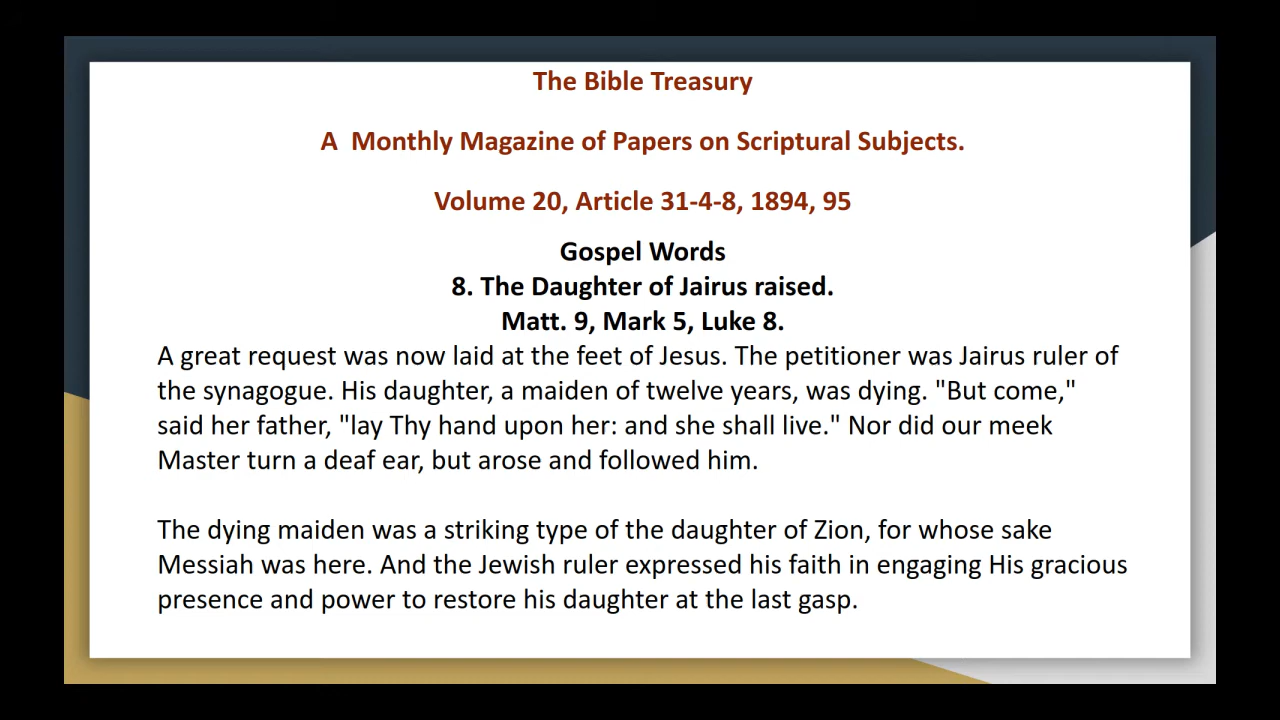 The Bible Treasury
A Monthly Magazine of Papers on Scriptural Subjects.
Volume 20, Article 31-4-8, 1894, 95
Gospel Words
8. The Daughter of Jairus raised.
Matt. 9, Mark 5, Luke 8.
A great request was now laid at the feet of Jesus. The petitioner was Jairus ruler of
the synagogue. His daughter, a maiden of twelve years, was dying. "But come,"
said her father, "lay Thy hand upon her: and she shall live." Nor did our meek
Master turn a deaf ear, but arose and followed him.
The dying maiden was a striking type of the daughter of Zion, for whose sake
Messiah was here. And the Jewish ruler expressed his faith in engaging His gracious
presence and power to restore his daughter at the last gasp.